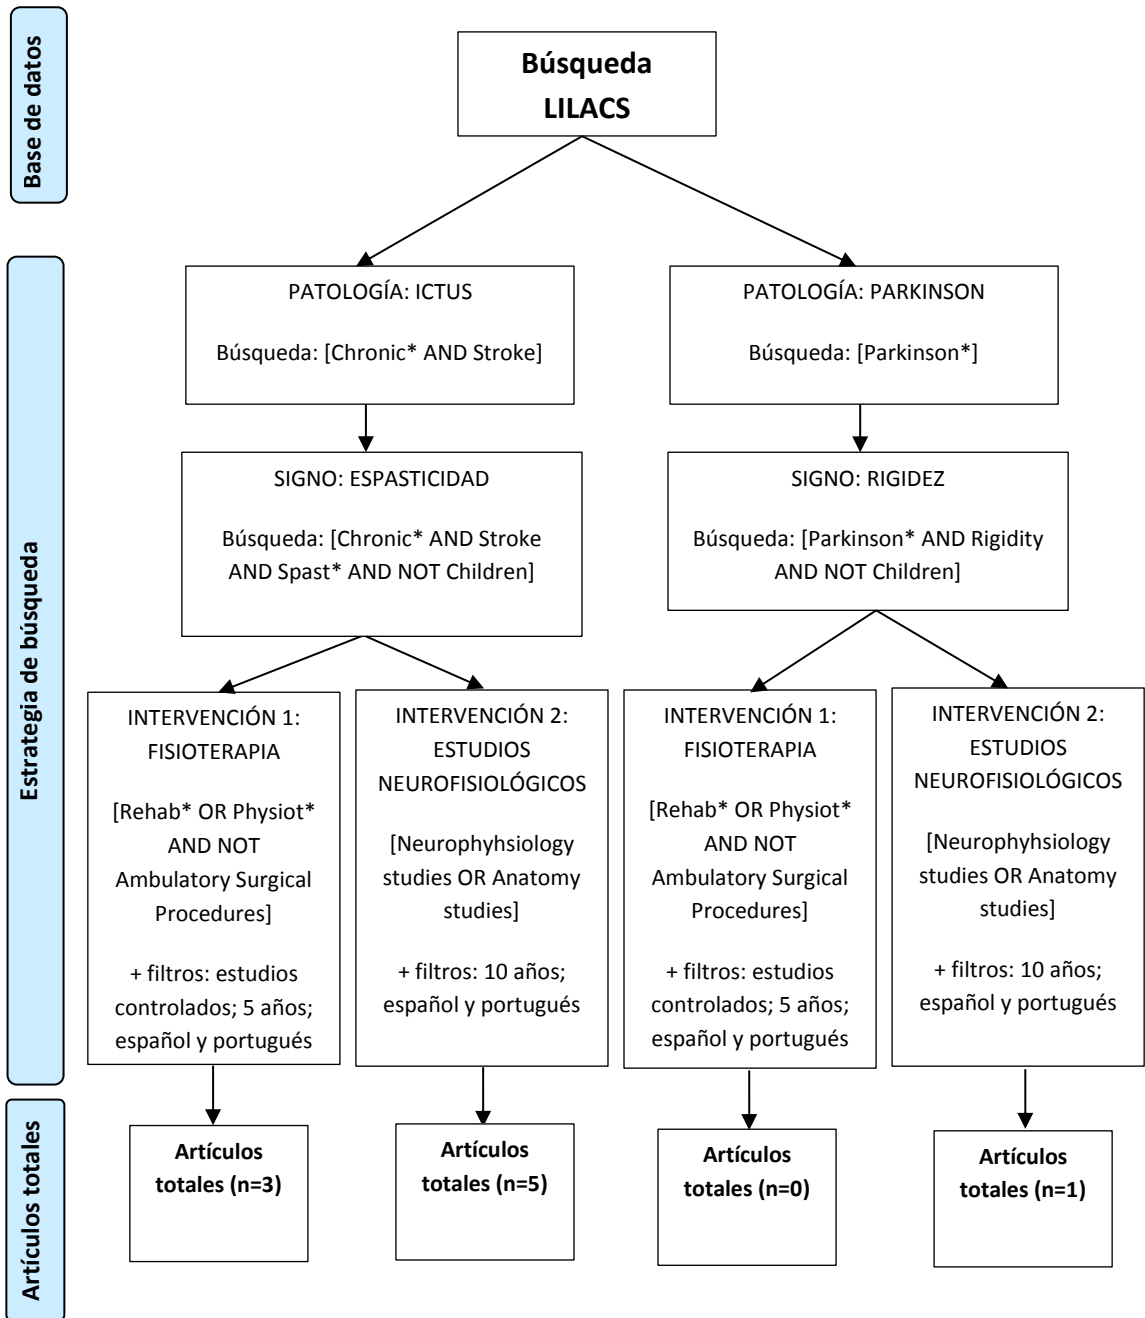 Base de datos
Búsqueda
LILACS
Estrategia de búsqueda
PATOLOGÍA: ICTUS
Búsqueda: [Chronic* AND Stroke]
PATOLOGÍA: PARKINSON
Búsqueda: [Parkinson*]
SIGNO: ESPASTICIDAD
Búsqueda: [Chronic* AND Stroke
AND Spast* AND NOT Children]
SIGNO: RIGIDEZ
Búsqueda: [Parkinson* AND Rigidity
AND NOT Children]
INTERVENCIÓN 1:
FISIOTERAPIA
[Rehab* OR Physiot*
AND NOT
Ambulatory Surgical
Procedures]
+ filtros: estudios
controlados; 5 años;
español y portugués
INTERVENCIÓN 2:
ESTUDIOS
NEUROFISIOLÓGICOS
[Neurophyhsiology
studies OR Anatomy
studies]
+ filtros: 10 años;
español y portugués
INTERVENCIÓN 1:
FISIOTERAPIA
[Rehab* OR Physiot*
AND NOT
Ambulatory Surgical
Procedures]
+ filtros: estudios
controlados; 5 años;
español y portugués
INTERVENCIÓN 2:
ESTUDIOS
NEUROFISIOLÓGICOS
[Neurophyhsiology
studies OR Anatomy
studies]
+ filtros: 10 años;
español y portugués
Artículos totales
Artículos
totales (n=3)
Artículos
totales (n=5)
Artículos
totales (n=0)
Artículos
totales (n=1)